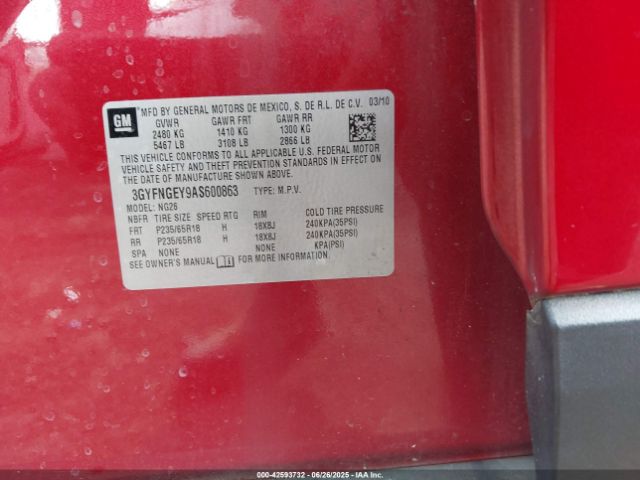 GM
MFD BY GENERAL MOTORS DE MEXICO, S. DE R.L. DE C.V. 03/10
GVWR GAWR FRT GAWR RR
2480 KG 1410 KG 1300 KG
5467 LB 3108 LB 2866 LB
THIS VEHICLE CONFORMS TO ALL APPLICABLE U.S. FEDERAL MOTOR
VEHICLE SAFETY AND THEFT PREVENTION STANDARDS IN EFFECT ON
THE DATE OF MANUFACTURE SHOWN ABOVE.
3GYFNGEY9AS600863 TYPE: M.P.V.
MODEL: NG26
NBFR TIRE SIZE SPEED RTG RIM COLD TIRE PRESSURE
FRT P235/65R18 H 18X8J 240KPA(35PSI)
RR P235/65R18 H 18X8J 240KPA(35PSI)
SPA NONE NONE KPA(PSI)
SEE OWNER'S MANUAL FOR MORE INFORMATION.
000-42593732 - 06/26/2025 - IAAI.COM